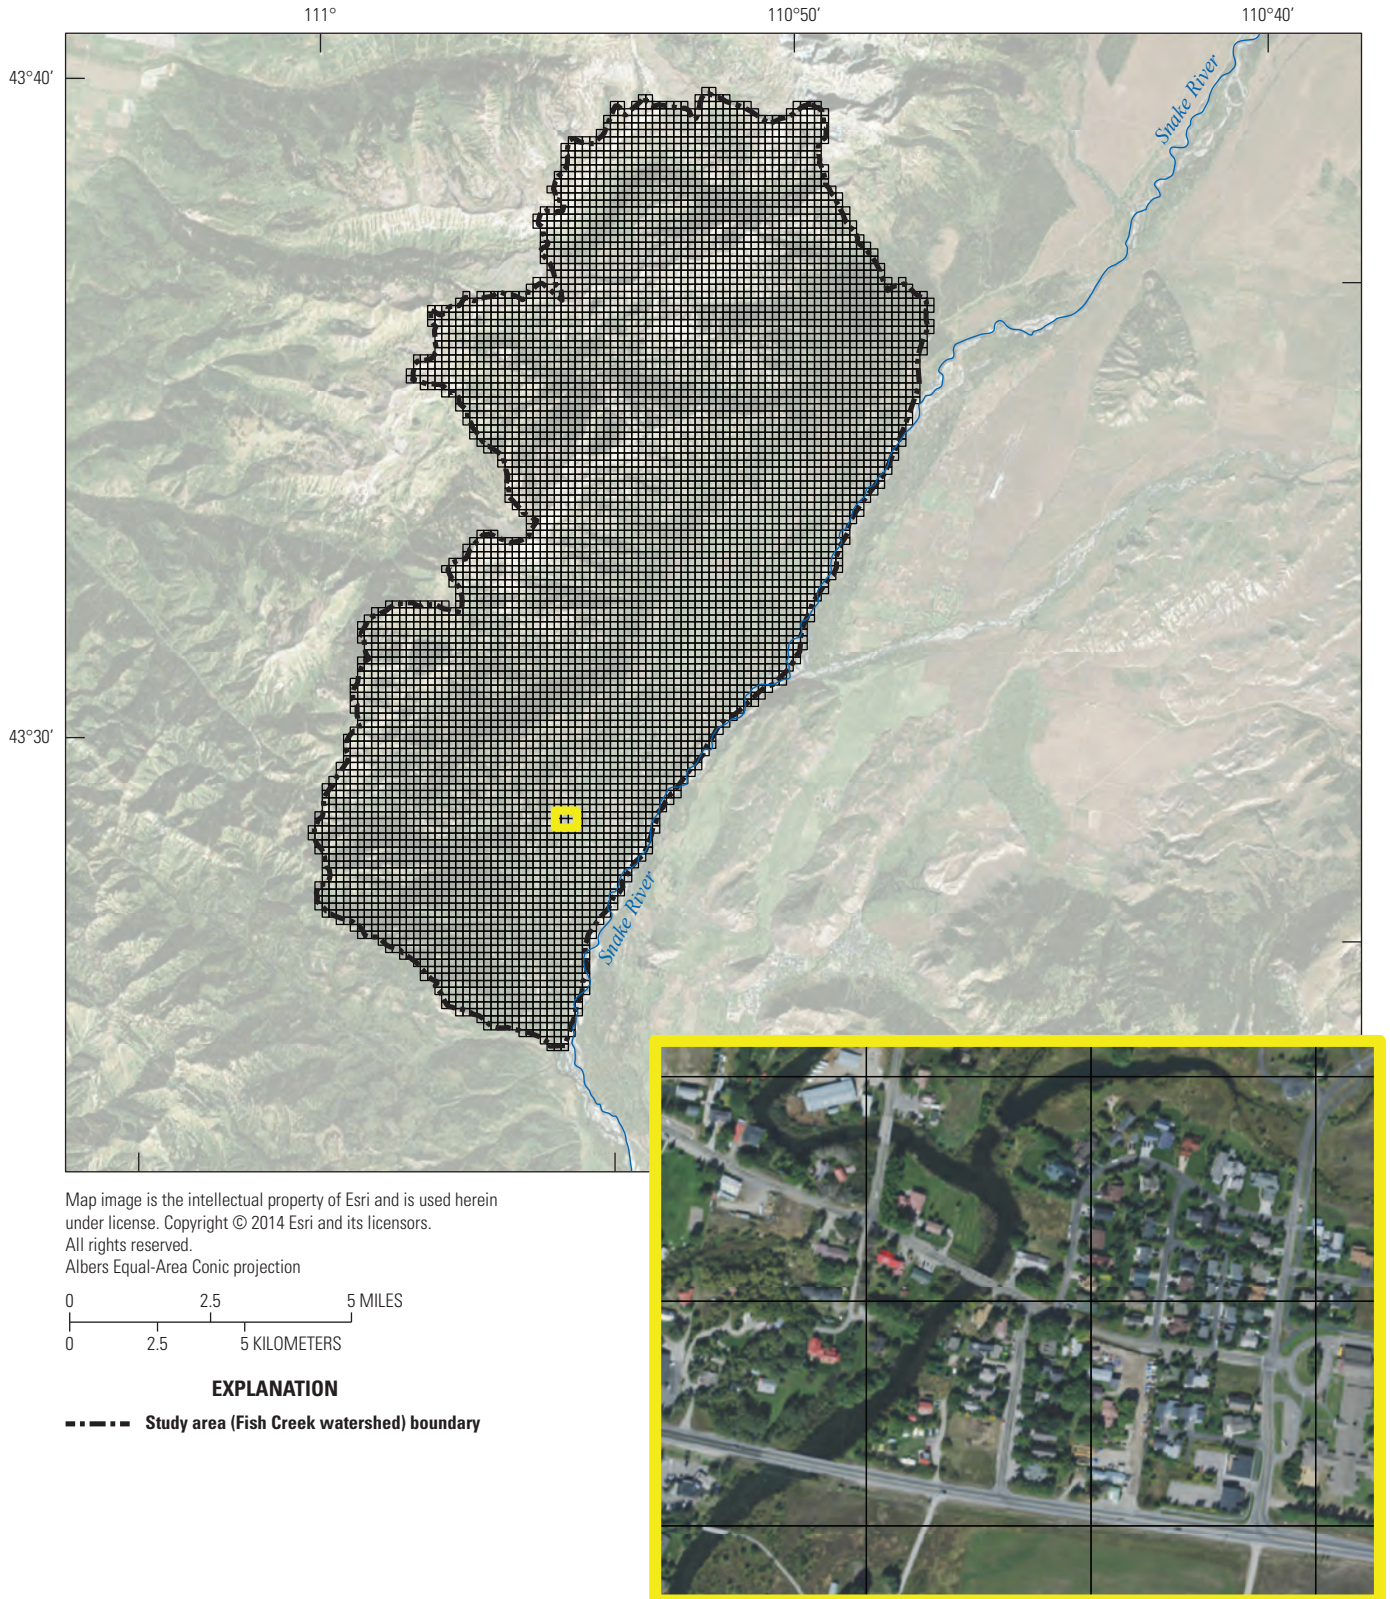 111°
110°50′
110°40′
43°40′
Snake River
43°30′
Snake River
Map image is the intellectual property of Esri and is used herein
under license. Copyright © 2014 Esri and its licensors.
All rights reserved.
Albers Equal-Area Conic projection
0 2.5 5 MILES
0 2.5 5 KILOMETERS
EXPLANATION
Study area (Fish Creek watershed) boundary